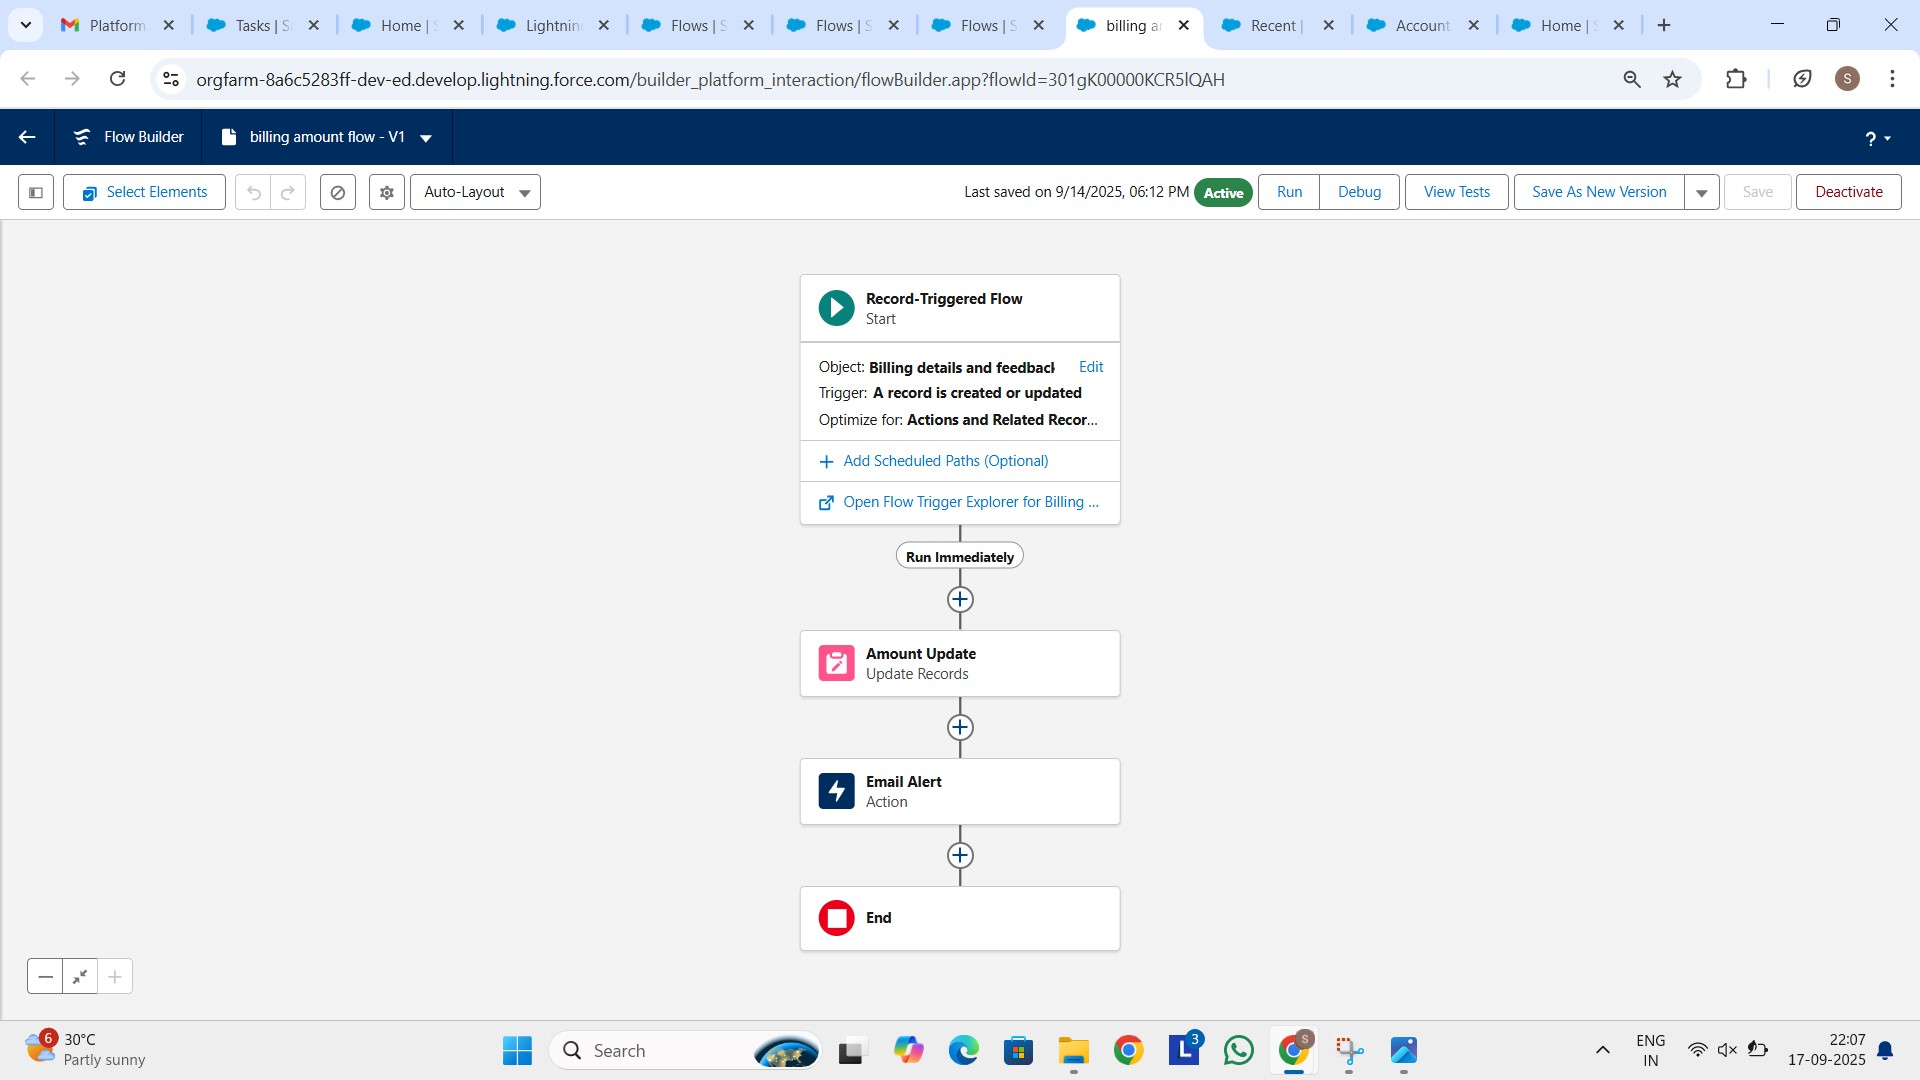 Platform
Tasks | S
Home | S
Lightnin
Flows | S
Flows | S
Flows | S
billing a
Recent |
Account
Home | S
orgfarm-8a6c5283ff-dev-ed.develop.lightning.force.com/builder_platform_interaction/flowBuilder.app?flowId=301gK00000KCR5lQAH
S
Flow Builder
billing amount flow - V1
?
Select Elements
Auto-Layout
Last saved on 9/14/2025, 06:12 PM
Active
Run
Debug
View Tests
Save As New Version
Save
Deactivate
Record-Triggered Flow
Start
Object: Billing details and feedback
Edit
Trigger: A record is created or updated
Optimize for: Actions and Related Recor...
Add Scheduled Paths (Optional)
Open Flow Trigger Explorer for Billing ...
Run Immediately
Amount Update
Update Records
Email Alert
Action
End
6
30°C
Partly sunny
Search
L
3
S
ENG
IN
22:07
17-09-2025